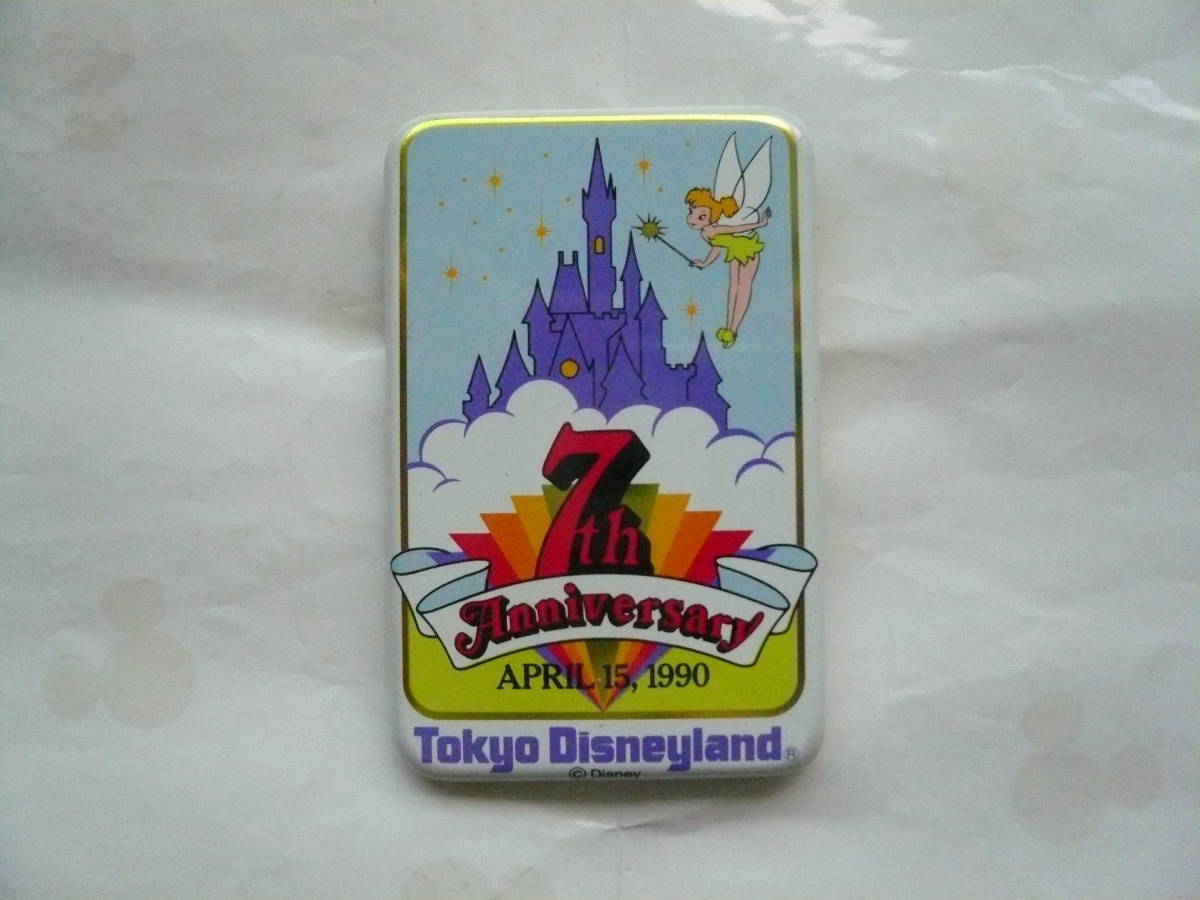 7th
Anniversary
APRIL 15, 1990
Tokyo Disneyland®
© Disney